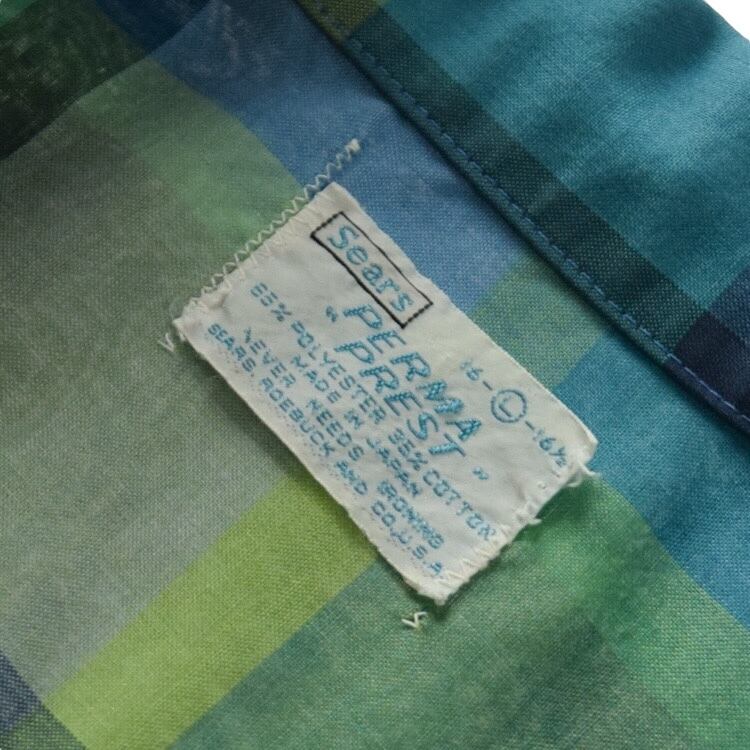 Sears
"PERMA
PREST"
16-Ⓛ-16½
65% POLYESTER 35% COTTON
MADE IN JAPAN
NEVER NEEDS IRONING
SEARS, ROEBUCK AND CO. U.S.A.